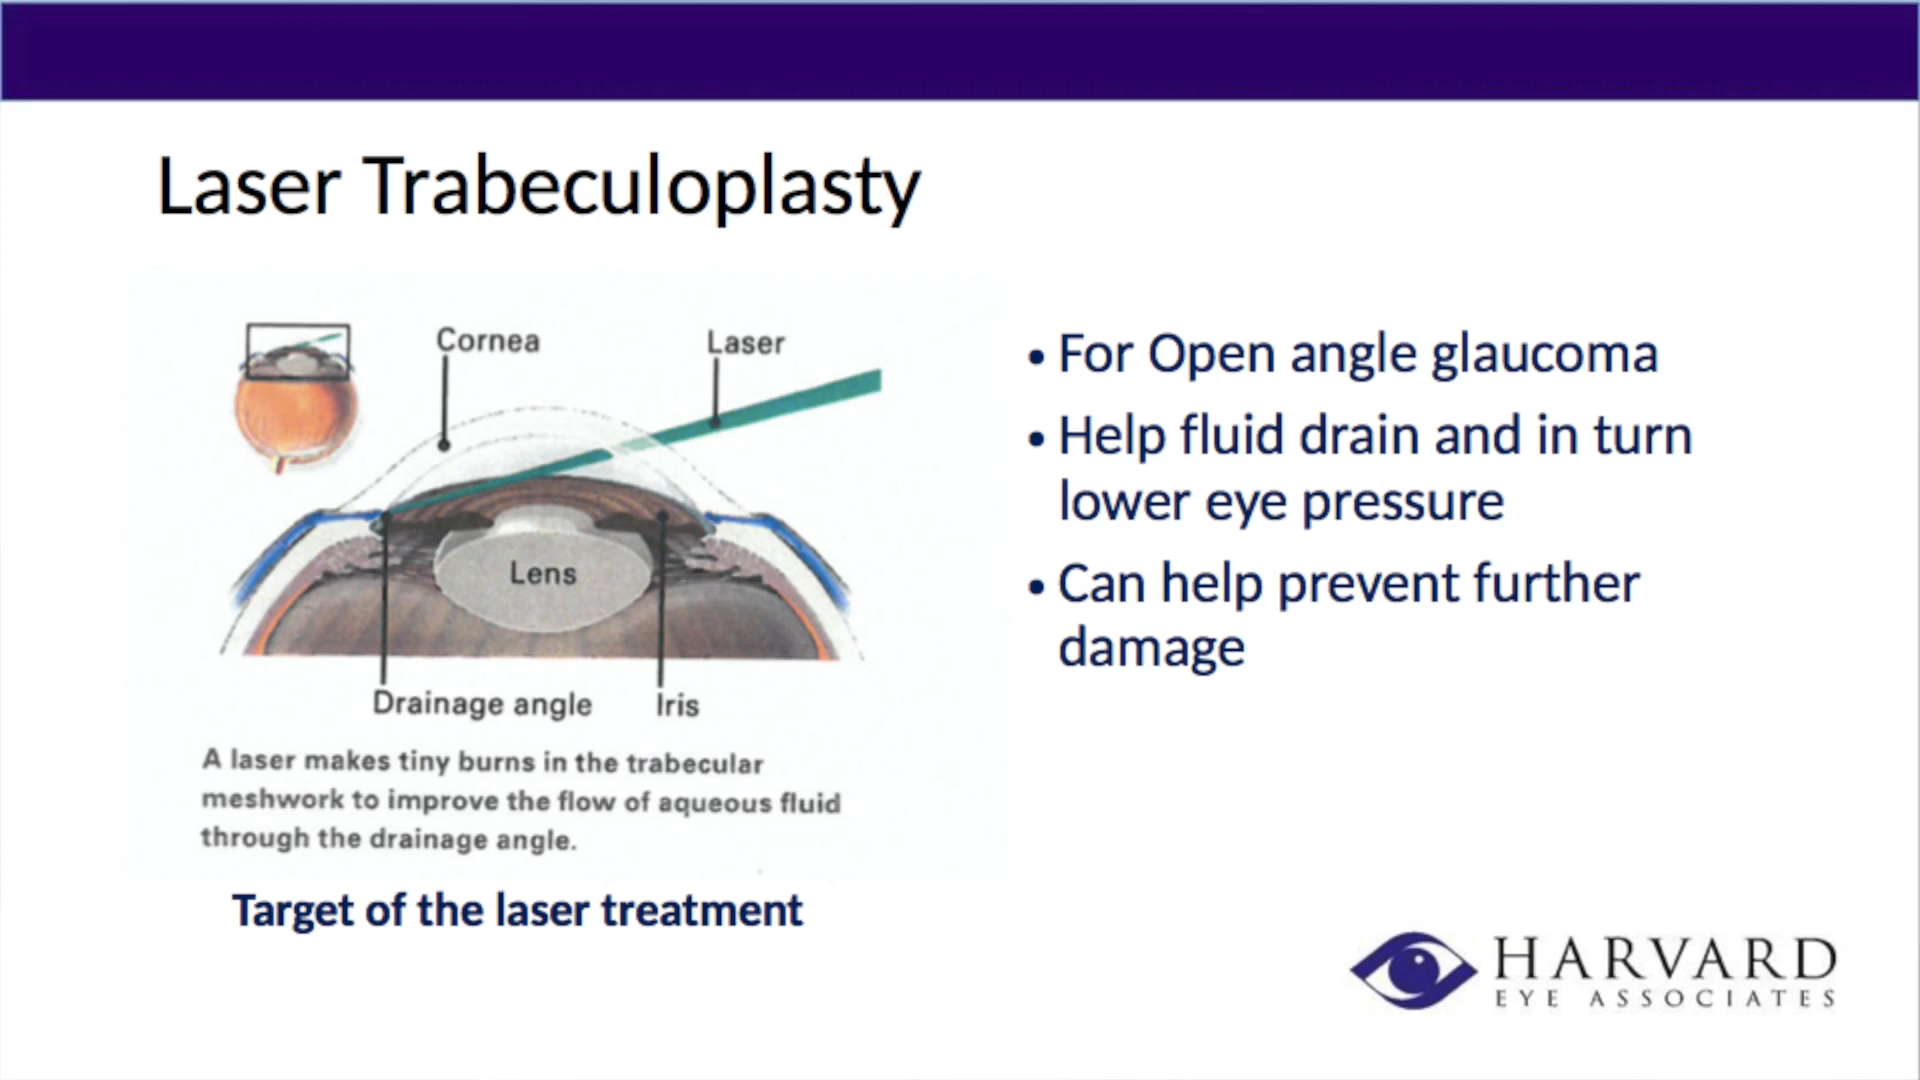 Laser Trabeculoplasty
Cornea
Laser
Lens
Drainage angle
Iris
A laser makes tiny burns in the trabecular
meshwork to improve the flow of aqueous fluid
through the drainage angle.
Target of the laser treatment
• For Open angle glaucoma
• Help fluid drain and in turn
lower eye pressure
• Can help prevent further
damage
HARVARD
EYE ASSOCIATES